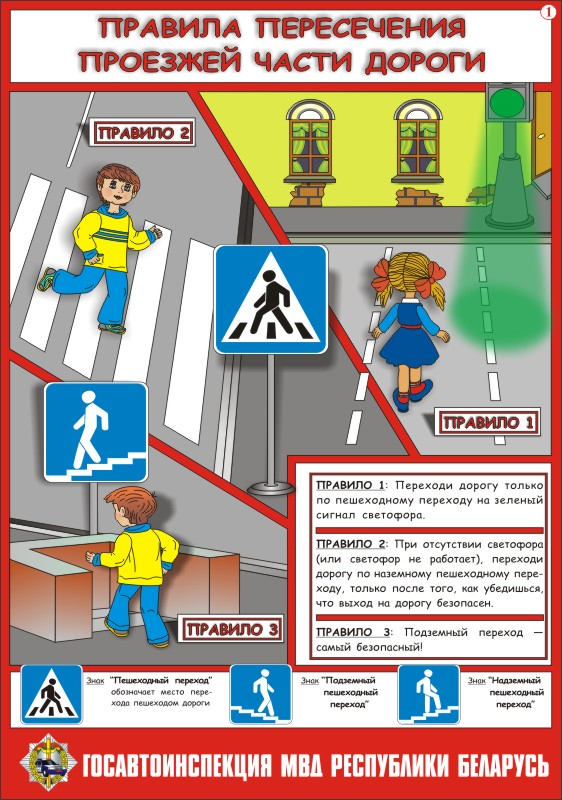 1
ПРАВИЛА ПЕРЕСЕЧЕНИЯ
ПРОЕЗЖЕЙ ЧАСТИ ДОРОГИ
ПРАВИЛО 2
ПРАВИЛО 1
ПРАВИЛО 3
ПРАВИЛО 1: Переходи дорогу только
по пешеходному переходу на зеленый
сигнал светофора.
ПРАВИЛО 2: При отсутствии светофора
(или светофор не работает), переходи
дорогу по наземному пешеходному пере-
ходу, только после того, как убедишься,
что выход на дорогу безопасен.
ПРАВИЛО 3: Подземный переход —
самый безопасный!
Знак "Пешеходный переход"
обозначает место пере-
хода пешеходом дороги
Знак "Подземный
пешеходный
переход"
Знак "Надземный
пешеходный
переход"
ГОСАВТОИНСПЕКЦИЯ МВД РЕСПУБЛИКИ БЕЛАРУСЬ